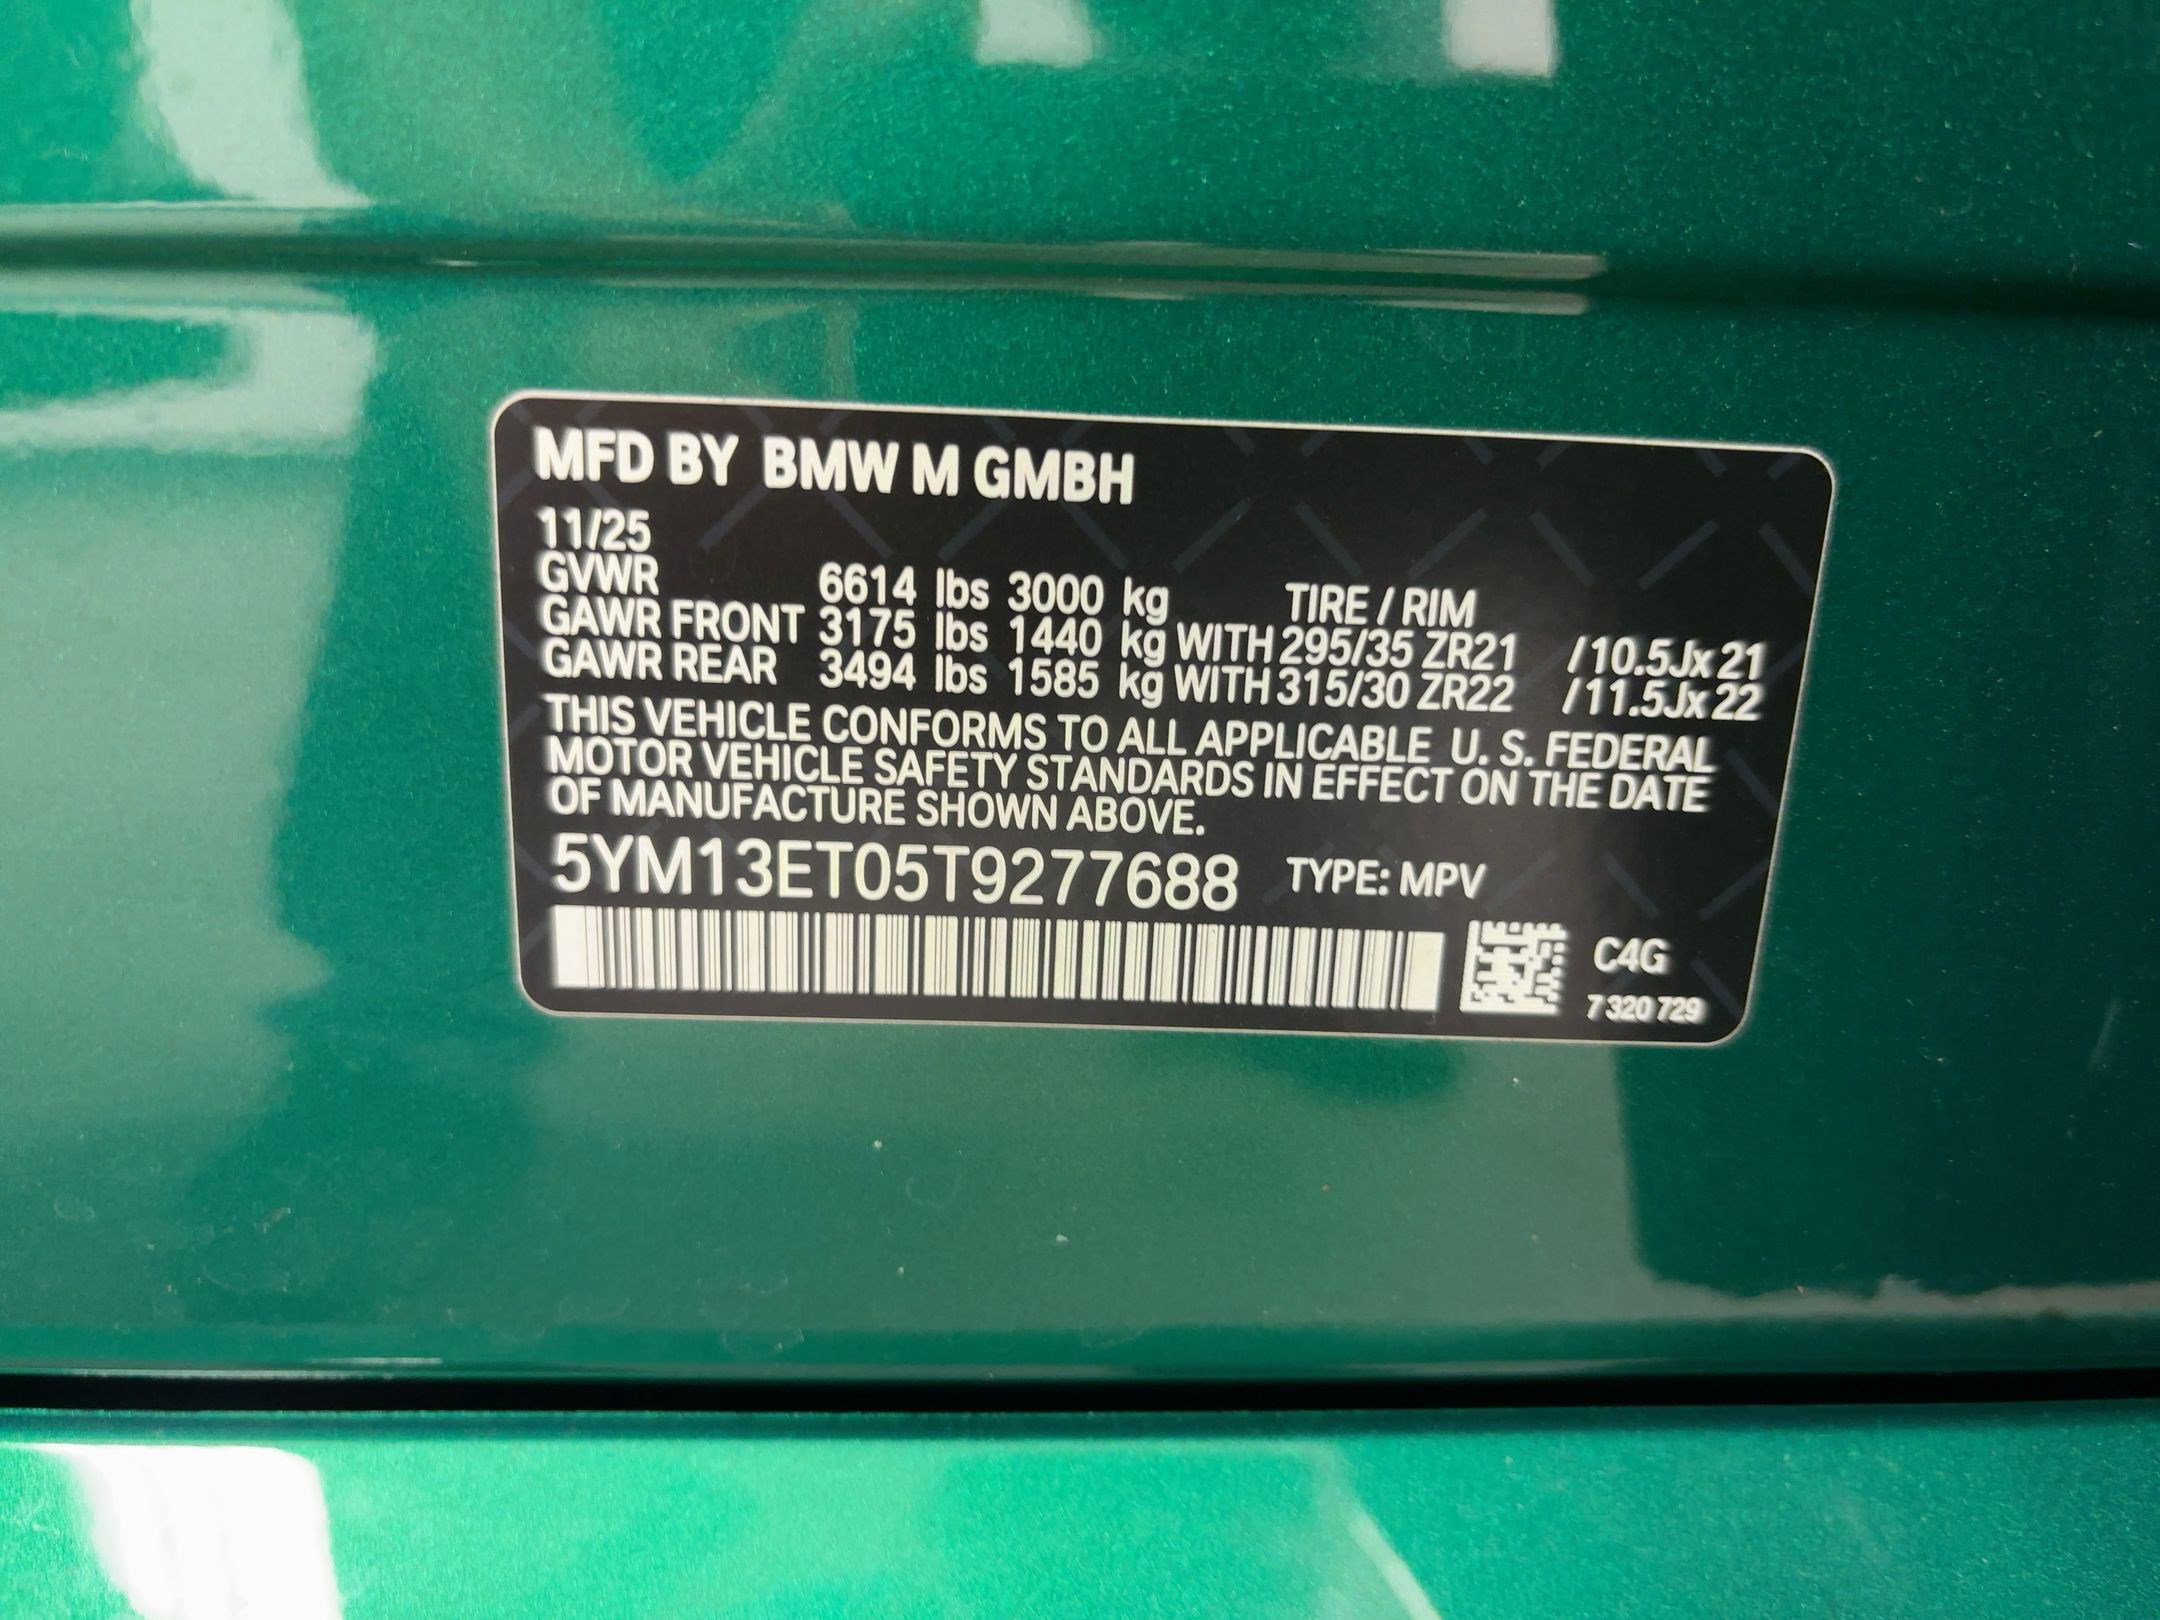 MFD BY BMW M GMBH
11/25
GVWR 6614 lbs 3000 kg TIRE / RIM
GAWR FRONT 3175 lbs 1440 kg WITH 295/35 ZR21 / 10.5Jx21
GAWR REAR 3494 lbs 1585 kg WITH 315/30 ZR22 / 11.5Jx22
THIS VEHICLE CONFORMS TO ALL APPLICABLE U. S. FEDERAL
MOTOR VEHICLE SAFETY STANDARDS IN EFFECT ON THE DATE
OF MANUFACTURE SHOWN ABOVE.
5YM13ET05T9277688 TYPE: MPV
C4G
7 320 729